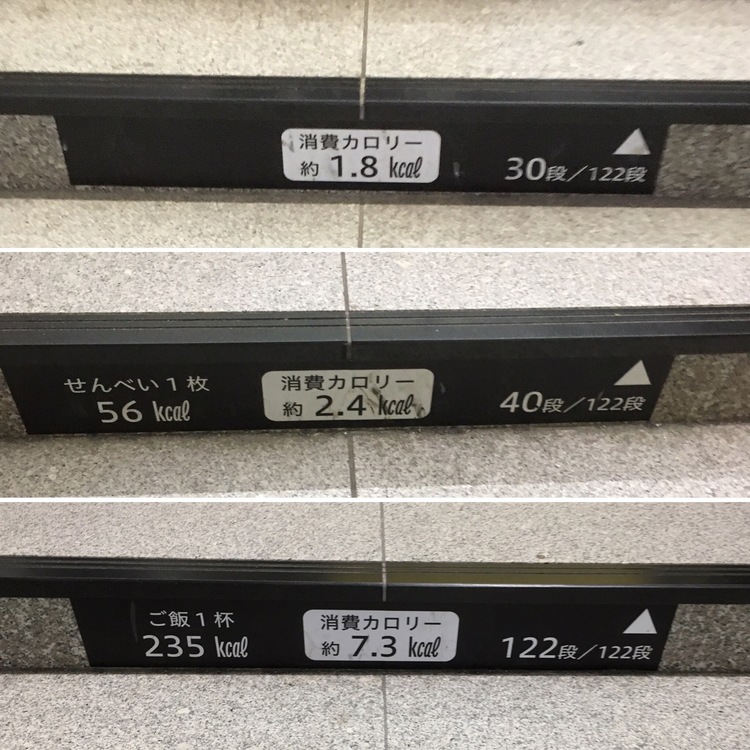 消費カロリー
約 1.8 kcal
30段/122段
せんべい1枚
56 kcal
消費カロリー
約 2.4 kcal
40段/122段
ご飯1杯
235 kcal
消費カロリー
約 7.3 kcal
122段/122段